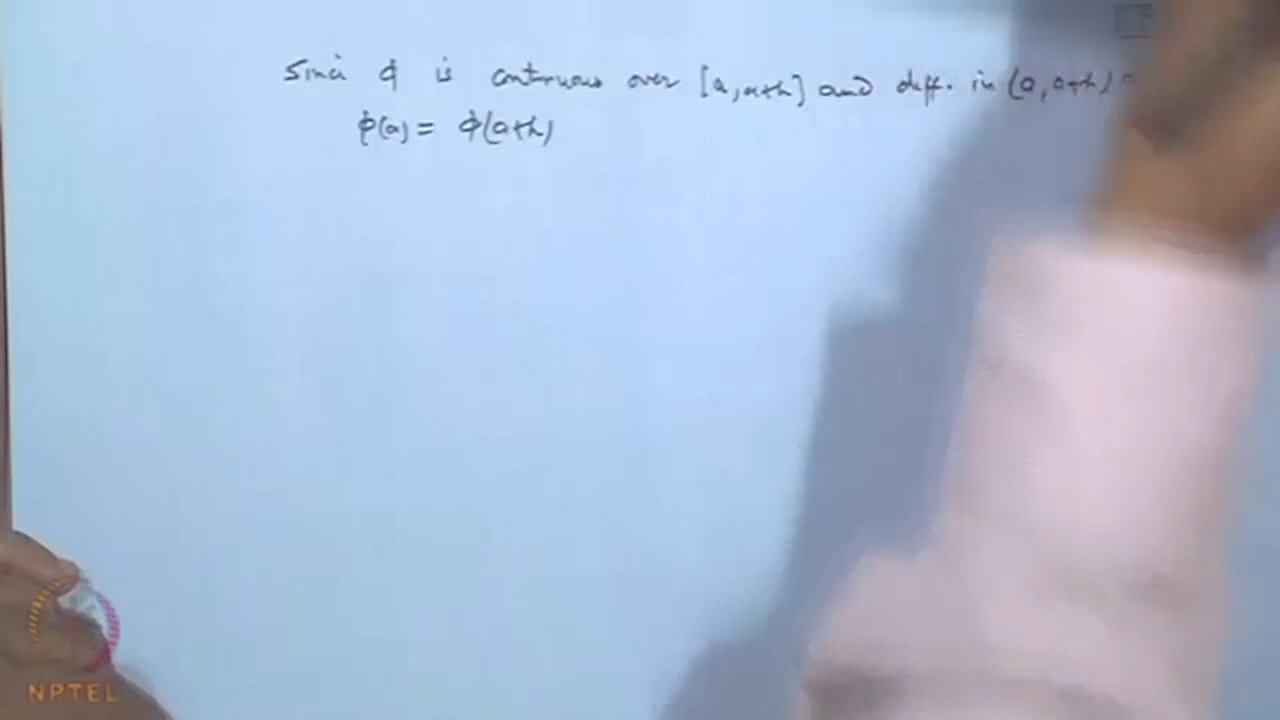 Since φ is continuous over [a, a+h] and diff. in (a, a+h)
φ(a) = φ(a+h)
NPTEL